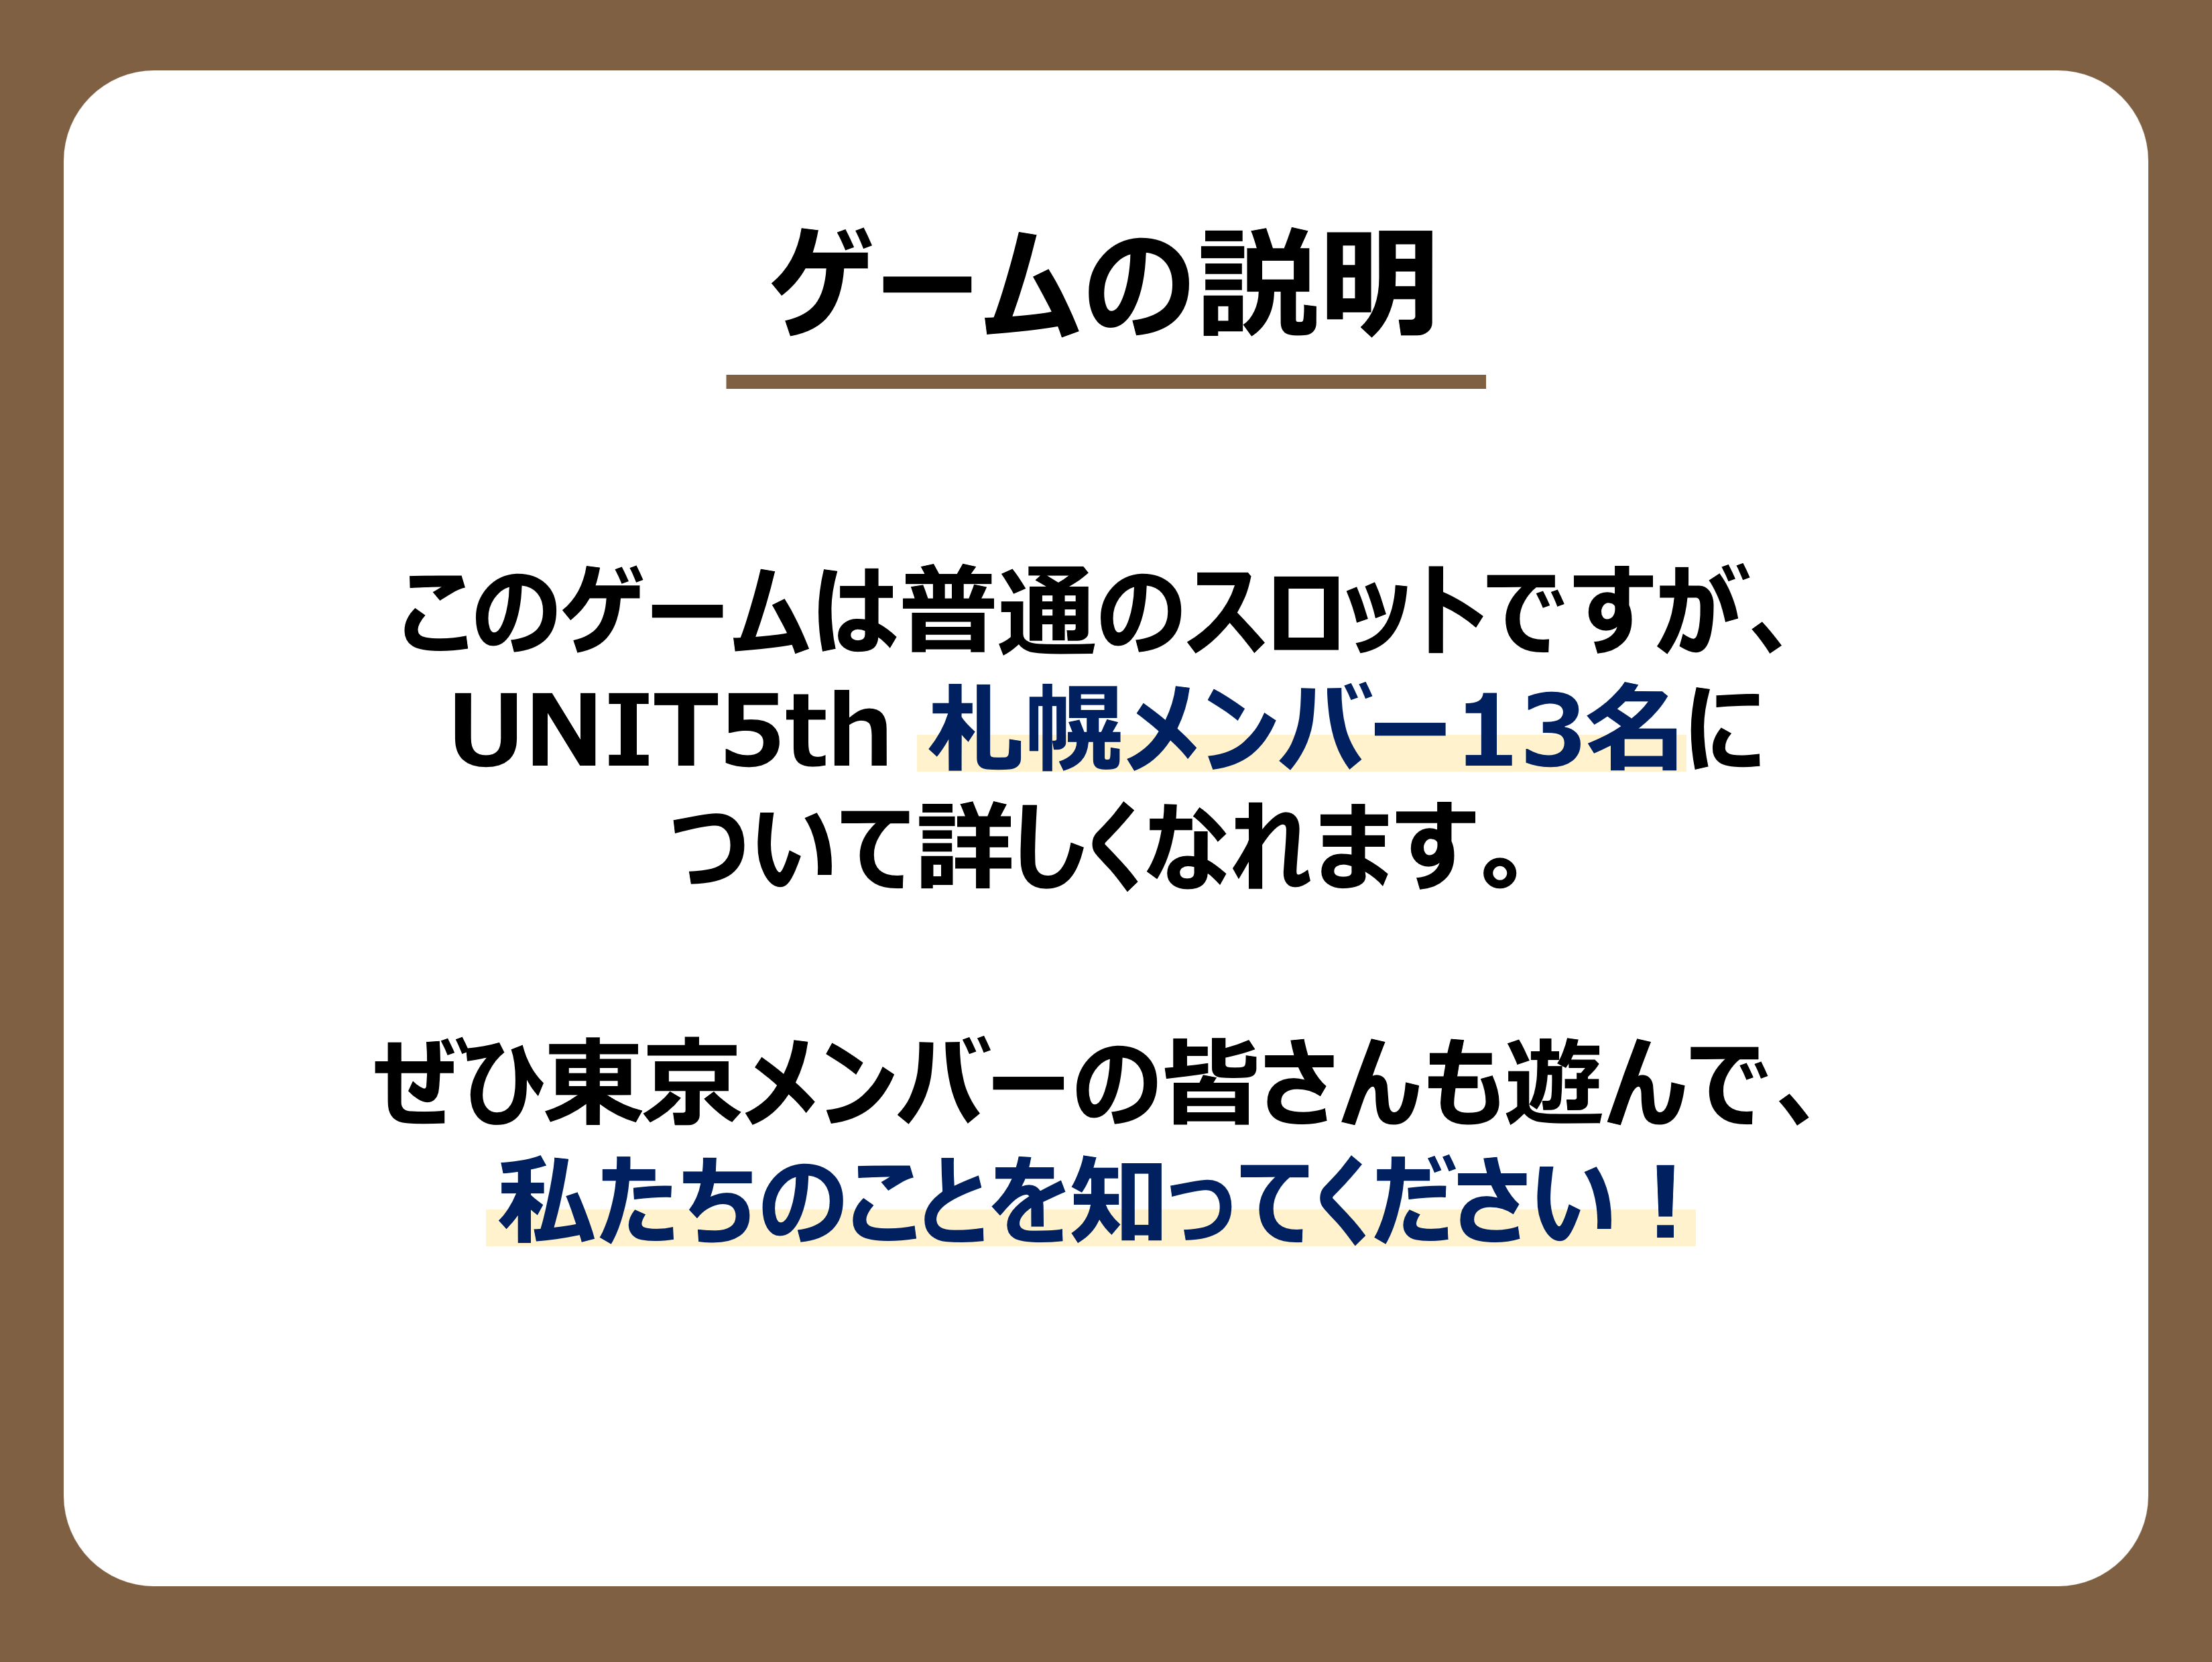 ゲームの説明
このゲームは普通のスロットですが、
UNIT5th 札幌メンバー13名に
ついて詳しくなれます。
ぜひ東京メンバーの皆さんも遊んで、
私たちのことを知ってください！